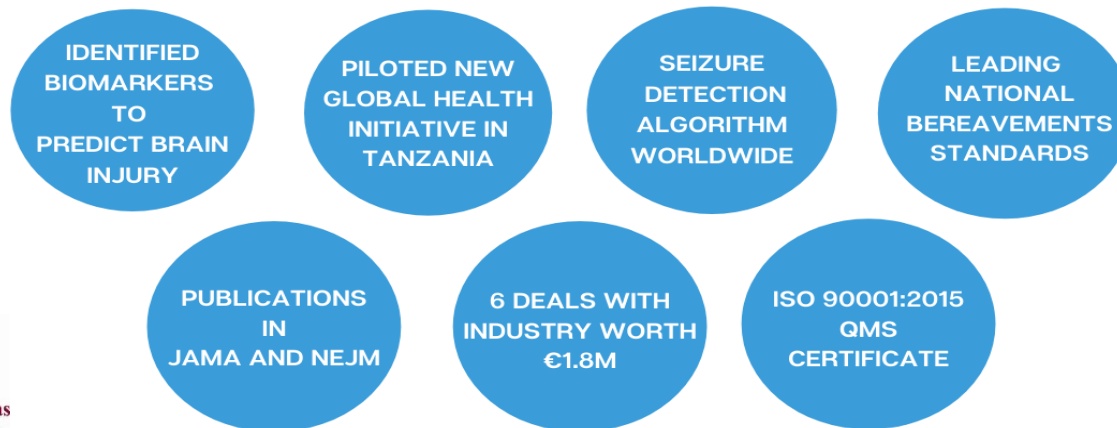 IDENTIFIED
BIOMARKERS
TO
PREDICT BRAIN
INJURY
PILOTED NEW
GLOBAL HEALTH
INITIATIVE IN
TANZANIA
SEIZURE
DETECTION
ALGORITHM
WORLDWIDE
LEADING
NATIONAL
BEREAVEMENTS
STANDARDS
PUBLICATIONS
IN
JAMA AND NEJM
6 DEALS WITH
INDUSTRY WORTH
€1.8M
ISO 90001:2015
QMS
CERTIFICATE